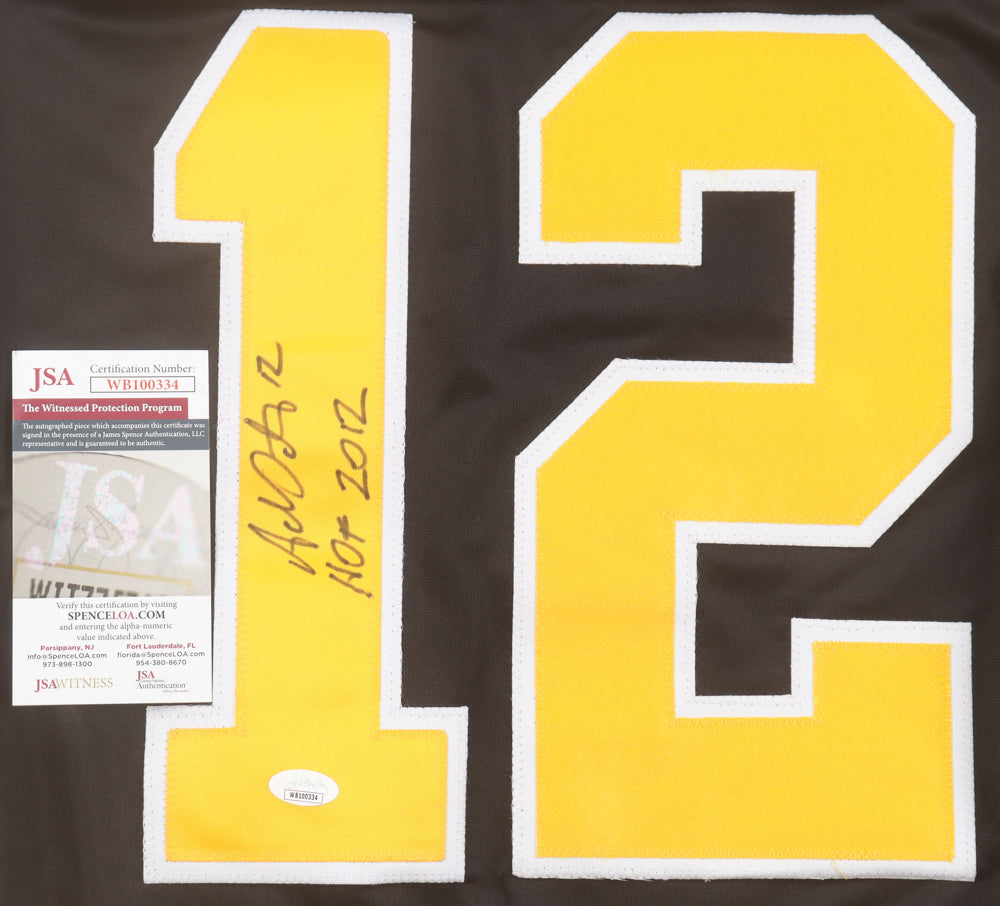 12
JSA Certification Number:
WB100334
The Witnessed Protection Program
The autographed piece which accompanies this certificate was
signed in the presence of a James Spence Authentication, LLC
representative and is guaranteed to be authentic.
JSA
Verify this certification by visiting
SPENCELOA.COM
and entering the alpha-numeric
value indicated above.
Parsippany, NJ Fort Lauderdale, FL
info@SpenceLOA.com florida@SpenceLOA.com
973-898-1300 954-380-8670
JSAWITNESS JSA
Authentication
12
HOF 2012
WB100334